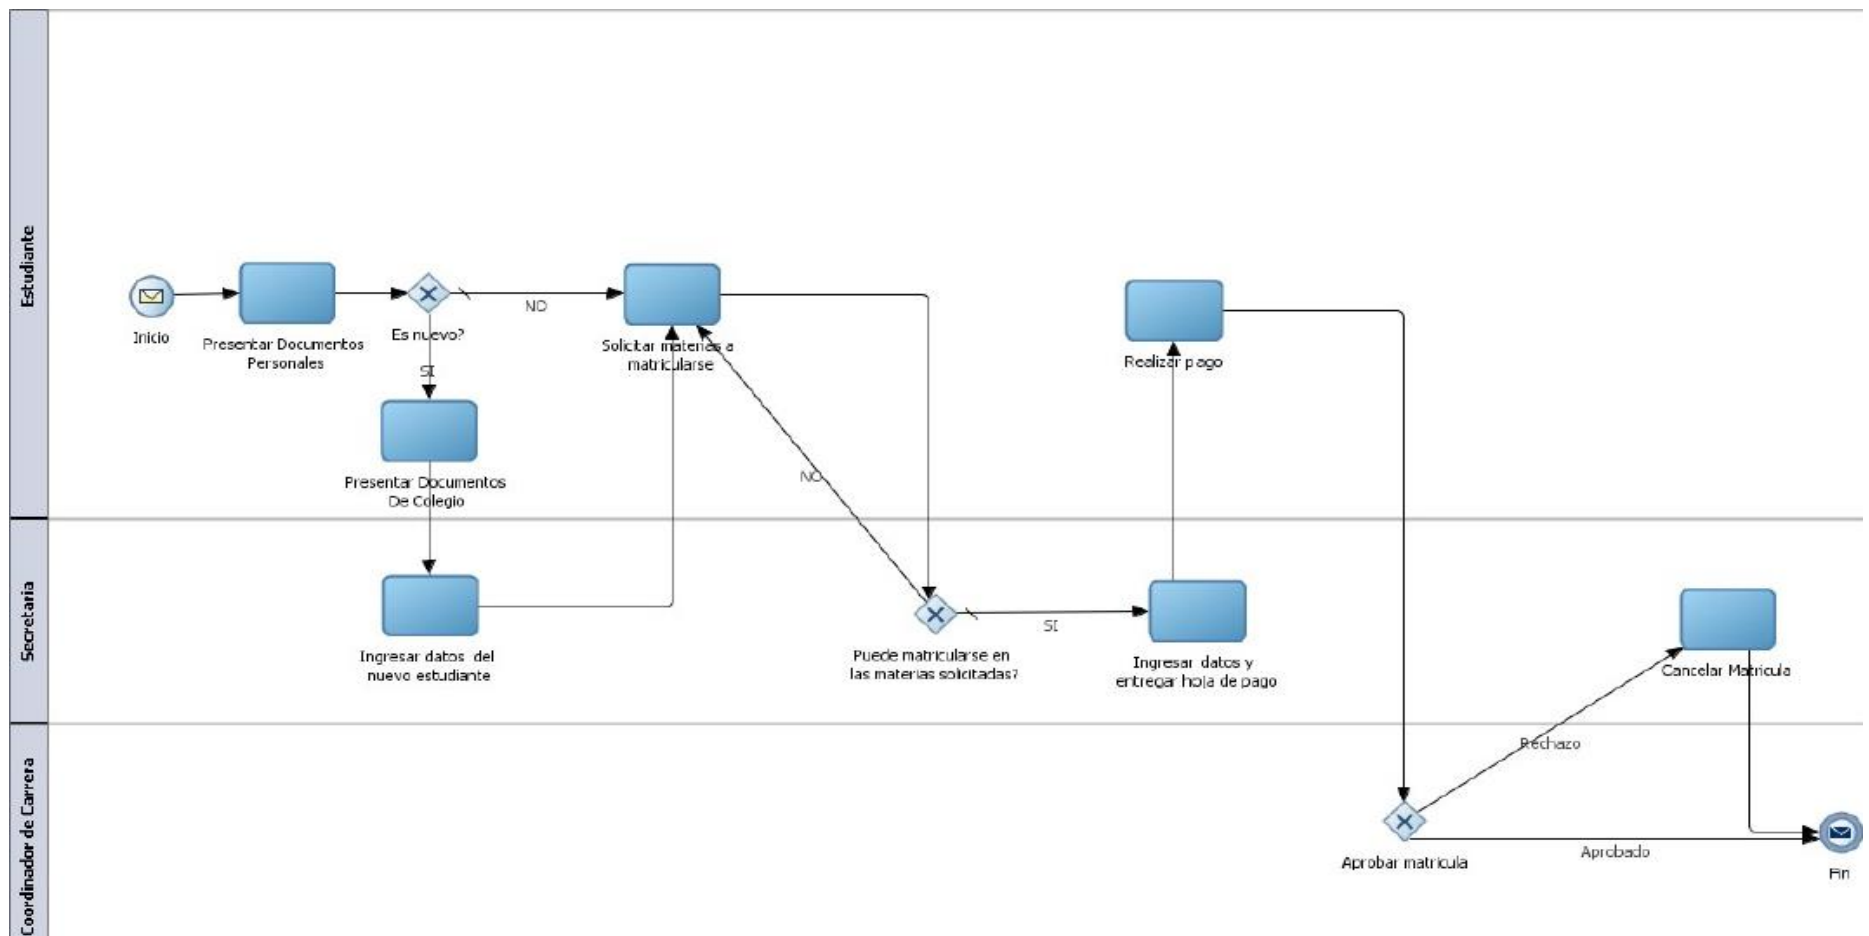 Estudiante
Inicio
Presentar Documentos
Personales
Es nuevo?
NO
SI
Solicitar materias a
matricularse
Presentar Documentos
De Colegio
Realizar pago
NO
Secretaria
Ingresar datos del
nuevo estudiante
Puede matricularse en
las materias solicitadas?
SI
Ingresar datos y
entregar hoja de pago
Cancelar Matricula
Coordinador de Carrera
Rechazo
Aprobar matricula
Aprobado
Fin